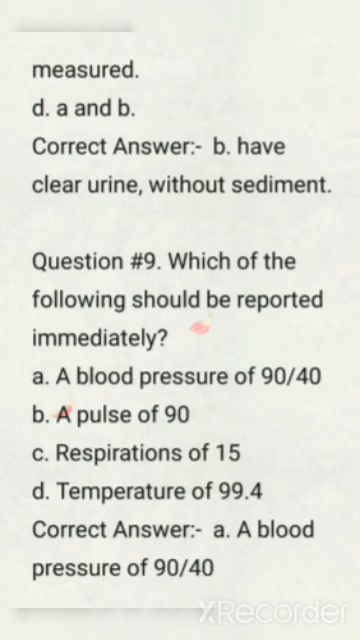 measured.
d. a and b.
Correct Answer:- b. have
clear urine, without sediment.
Question #9. Which of the
following should be reported
immediately?
a. A blood pressure of 90/40
b. A pulse of 90
c. Respirations of 15
d. Temperature of 99.4
Correct Answer:- a. A blood
pressure of 90/40
XRecorder